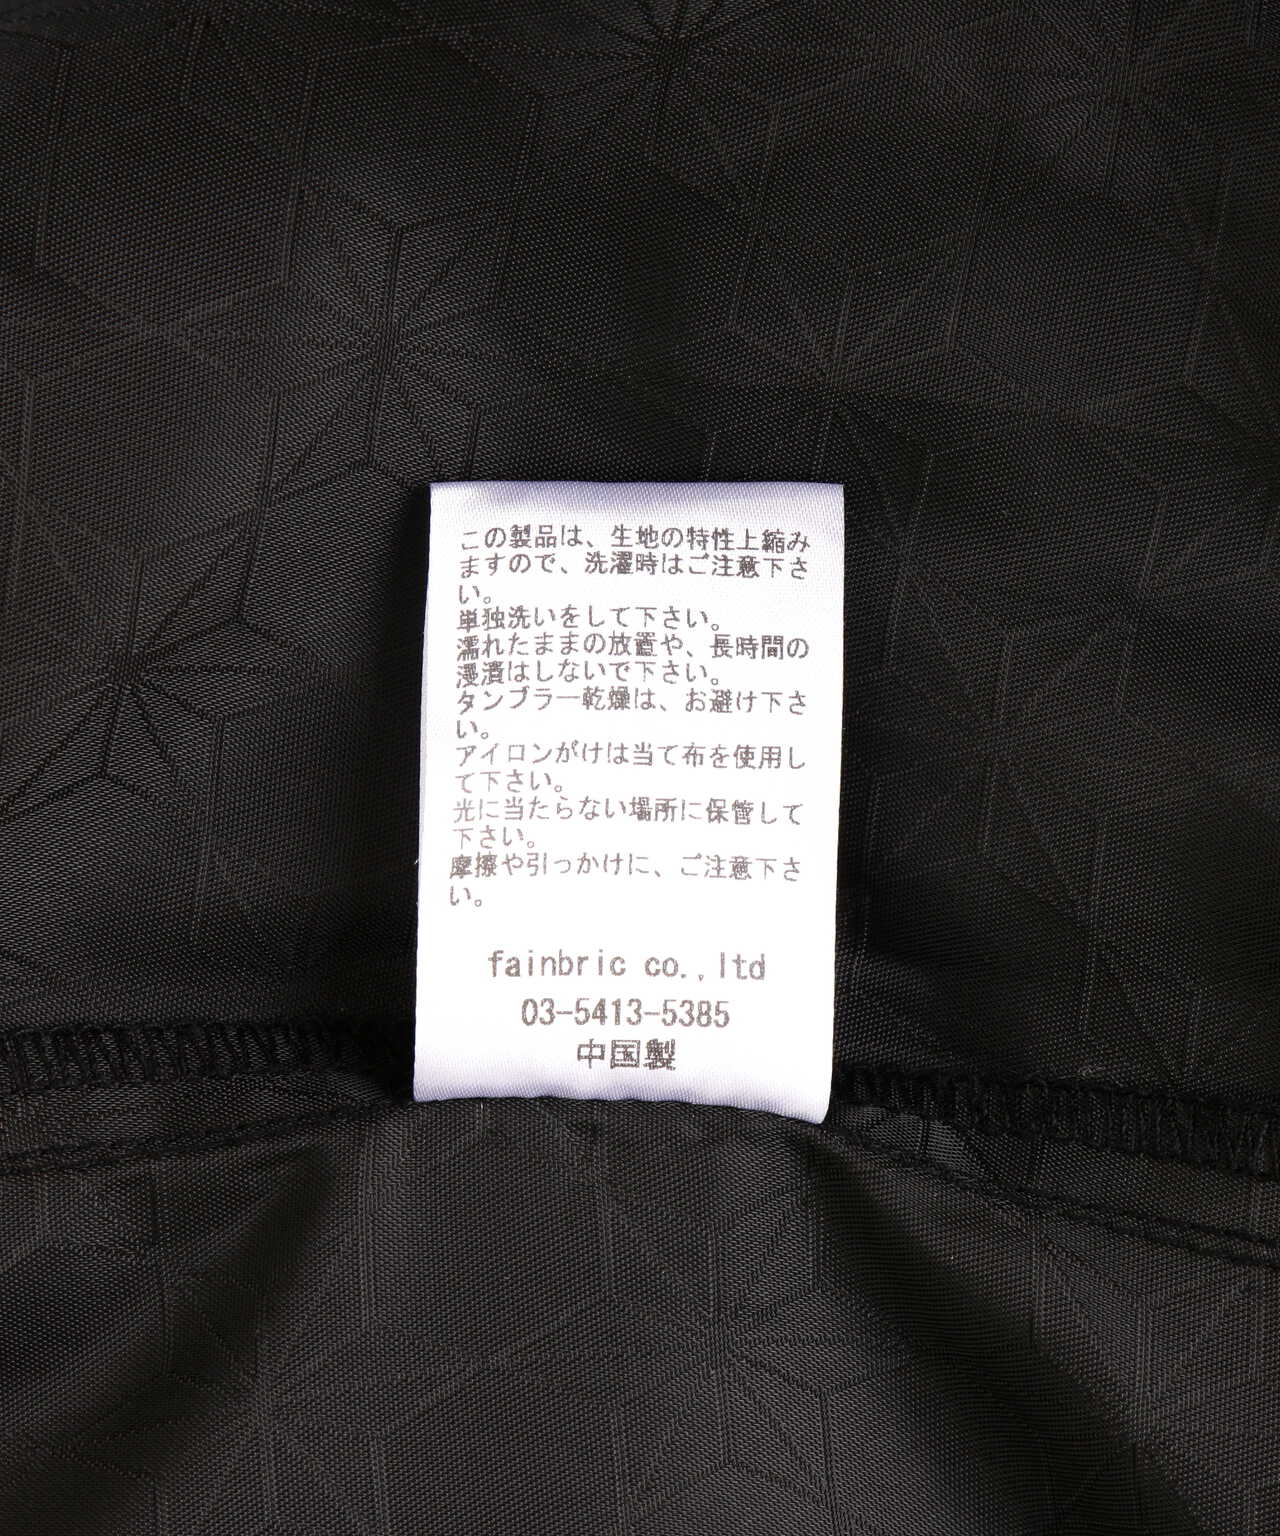 この製品は、生地の特性上縮み
ますので、洗濯時はご注意下さ
い。
単独洗いをして下さい。
濡れたままの放置や、長時間の
浸漬はしないで下さい。
タンブラー乾燥は、お避け下さ
い。
アイロンがけは当て布を使用し
て下さい。
光に当たらない場所に保管して
下さい。
摩擦や引っかけに、ご注意下さ
い。
fainbric co.,ltd
03-5413-5385
中国製